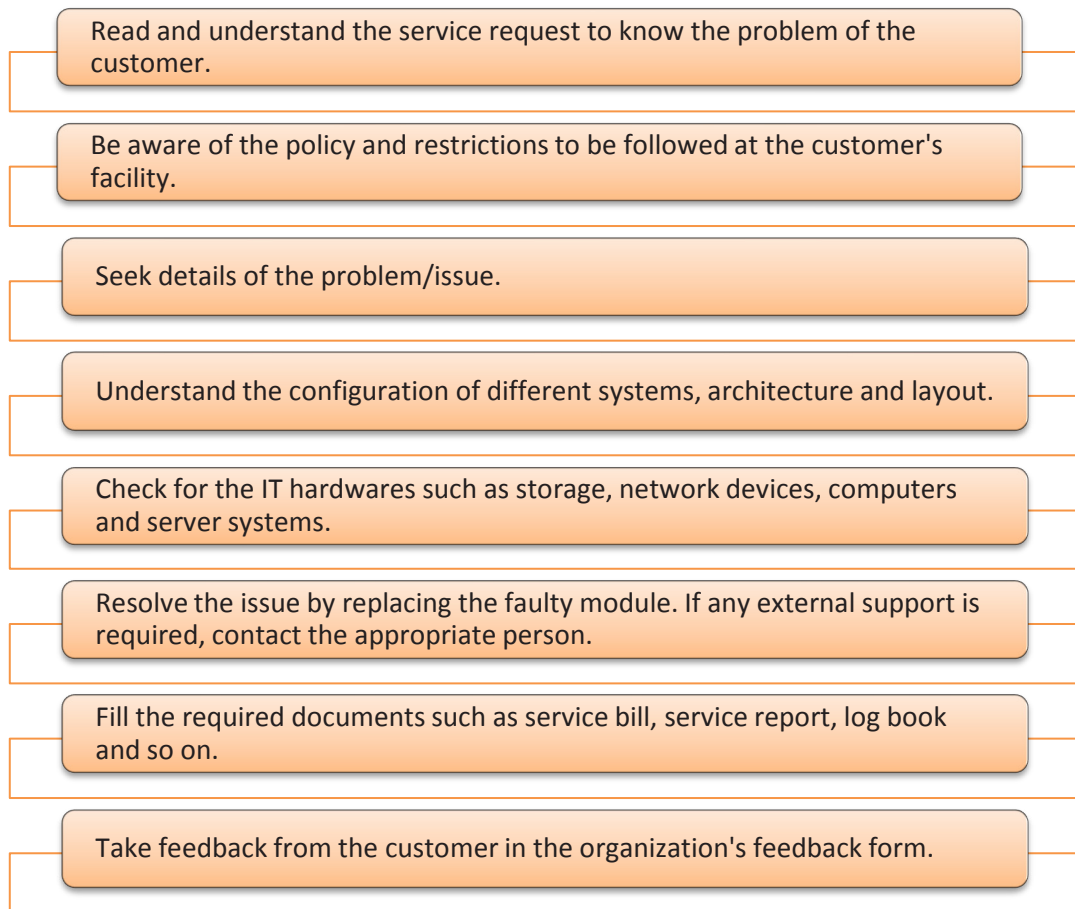 Read and understand the service request to know the problem of the
customer.
Be aware of the policy and restrictions to be followed at the customer's
facility.
Seek details of the problem/issue.
Understand the configuration of different systems, architecture and layout.
Check for the IT hardwares such as storage, network devices, computers
and server systems.
Resolve the issue by replacing the faulty module. If any external support is
required, contact the appropriate person.
Fill the required documents such as service bill, service report, log book
and so on.
Take feedback from the customer in the organization's feedback form.